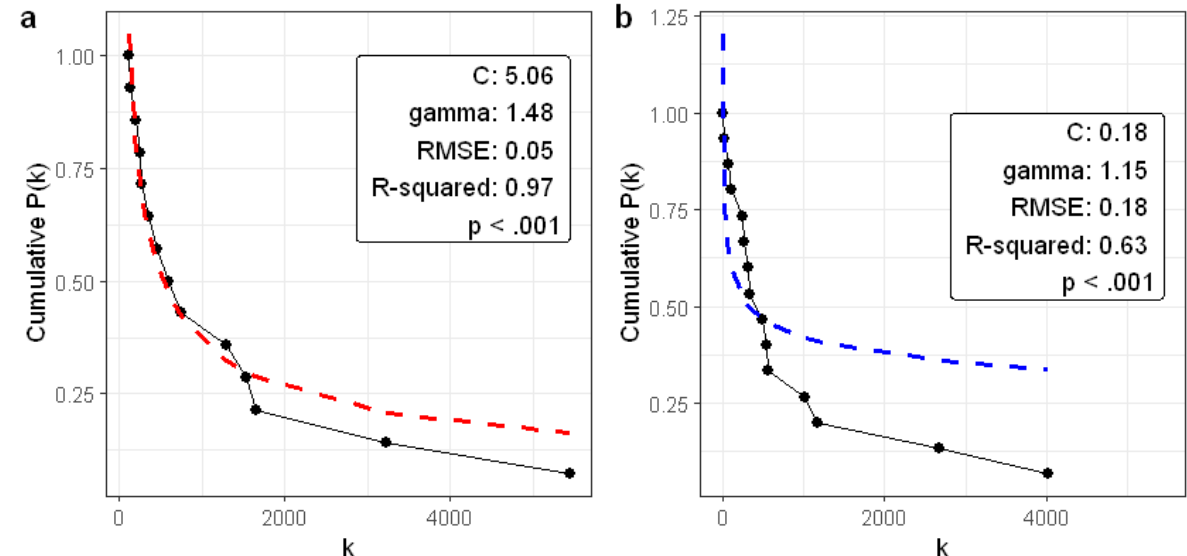 a
1.00
0.75
0.50
0.25
Cumulative P(k)
C: 5.06
gamma: 1.48
RMSE: 0.05
R-squared: 0.97
p < .001
0
2000
4000
k
b
1.25
1.00
0.75
0.50
0.25
Cumulative P(k)
C: 0.18
gamma: 1.15
RMSE: 0.18
R-squared: 0.63
p < .001
0
2000
4000
k